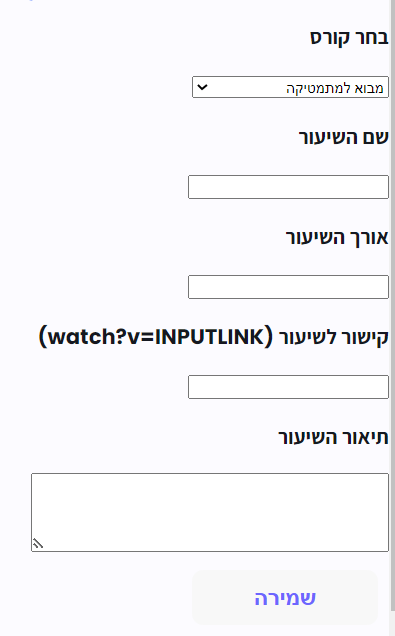 בחר קורס
מבוא למתמטיקה
שם השיעור
אורך השיעור
קישור לשיעור (watch?v=INPUTLINK)
תיאור השיעור
שמירה